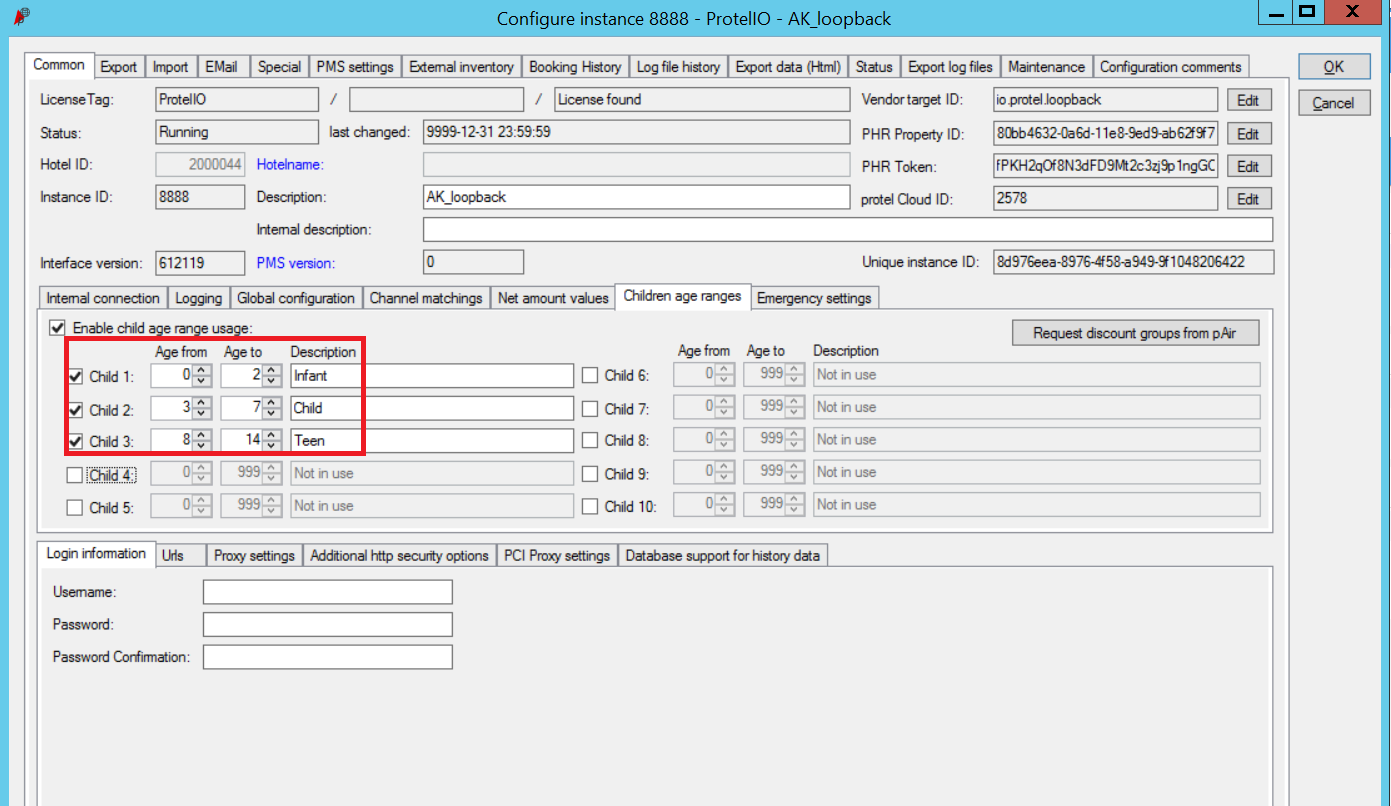 Configure instance 8888 - ProtelIO - AK_loopback
Common Export Import EMail Special PMS settings External inventory Booking History Log file history Export data (Html) Status Export log files Maintenance Configuration comments
OK
Cancel
LicenseTag: ProtelIO / / License found Vendor target ID: io.protel.loopback Edit
Status: Running last changed: 9999-12-31 23:59:59 PHR Property ID: 80bb4632-0a6d-11e8-9ed9-ab62f9f7 Edit
Hotel ID: 2000044 Hotelname: PHR Token: fPKH2qOf8N3dFD9Mt2c3zj9p1ngGC Edit
Instance ID: 8888 Description: AK_loopback protel Cloud ID: 2578 Edit
Internal description:
Interface version: 612119 PMS version: 0 Unique instance ID: 8d976eea-8976-4f58-a949-9f1048206422
Internal connection Logging Global configuration Channel matchings Net amount values Children age ranges Emergency settings
Enable child age range usage: Request discount groups from pAir
Age from Age to Description Age from Age to Description
Child 1: 0 2 Infant Child 6: 0 999 Not in use
Child 2: 3 7 Child Child 7: 0 999 Not in use
Child 3: 8 14 Teen Child 8: 0 999 Not in use
Child 4: 0 999 Not in use Child 9: 0 999 Not in use
Child 5: 0 999 Not in use Child 10: 0 999 Not in use
Login information Urls Proxy settings Additional http security options PCI Proxy settings Database support for history data
Username:
Password:
Password Confirmation: